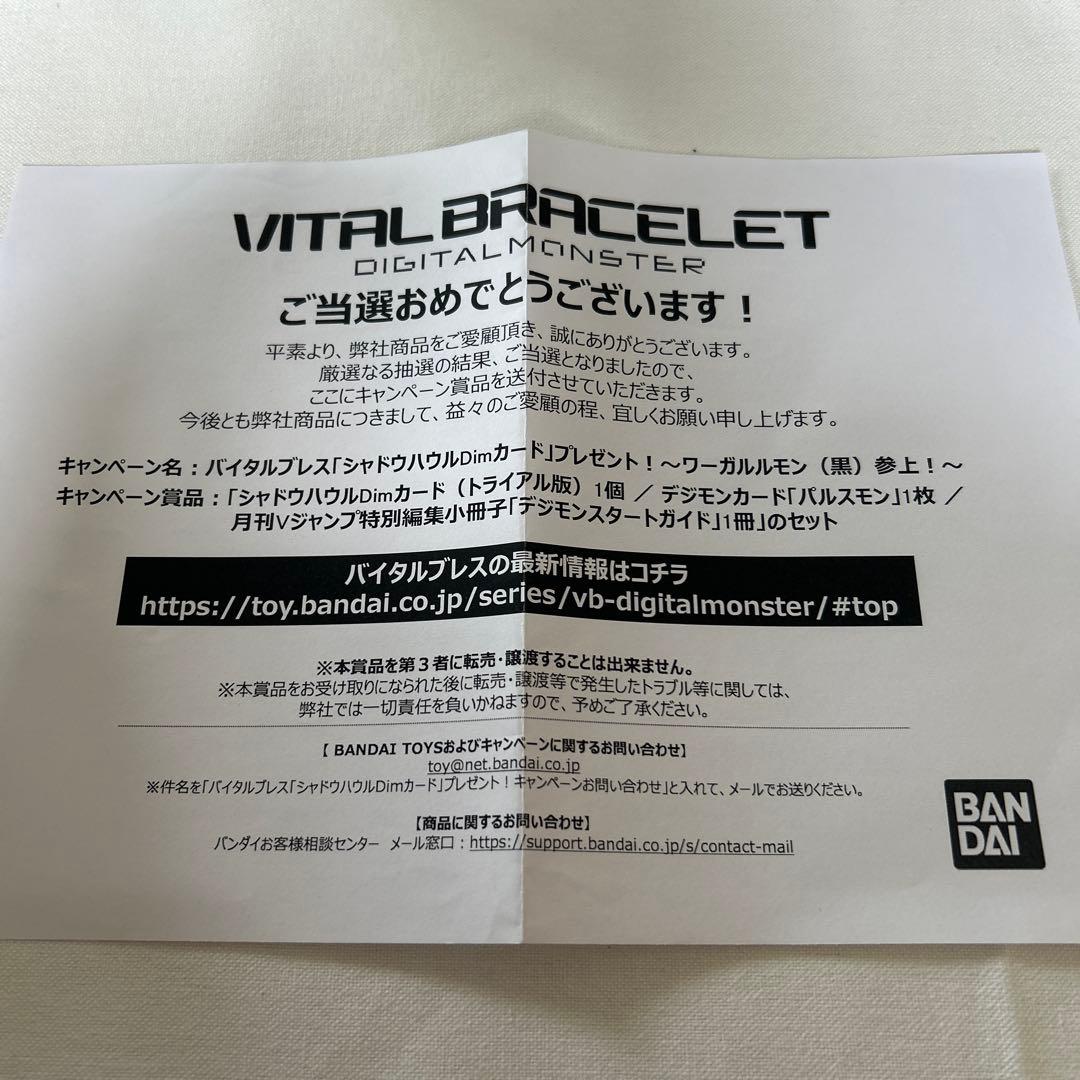 VITAL BRACELET
DIGITAL MONSTER
ご当選おめでとうございます！
平素より、弊社商品をご愛顧頂き、誠にありがとうございます。
厳選なる抽選の結果、ご当選となりましたので、
ここにキャンペーン賞品を送付させていただきます。
今後とも弊社商品につきまして、益々のご愛顧の程、宜しくお願い申し上げます。
キャンペーン名：バイタルブレス「シャドウハウルDimカード」プレゼント！～ワーガルルモン（黒）参上！～
キャンペーン賞品：「シャドウハウルDimカード（トライアル版）1個 ／ デジモンカード「パルスモン」1枚 ／
月刊Vジャンプ特別編集小冊子「デジモンスタートガイド」1冊」のセット
バイタルブレスの最新情報はコチラ
https://toy.bandai.co.jp/series/vb-digitalmonster/#top
※本賞品を第３者に転売・譲渡することは出来ません。
※本賞品をお受け取りになられた後に転売・譲渡等で発生したトラブル等に関しては、
弊社では一切責任を負いかねますので、予めご了承ください。
【 BANDAI TOYSおよびキャンペーンに関するお問い合わせ】
toy@net.bandai.co.jp
※件名を「バイタルブレス「シャドウハウルDimカード」プレゼント！キャンペーンお問い合わせ」と入れて、メールでお送りください。
【商品に関するお問い合わせ】
バンダイお客様相談センター メール窓口：https://support.bandai.co.jp/s/contact-mail
BAN
DAI